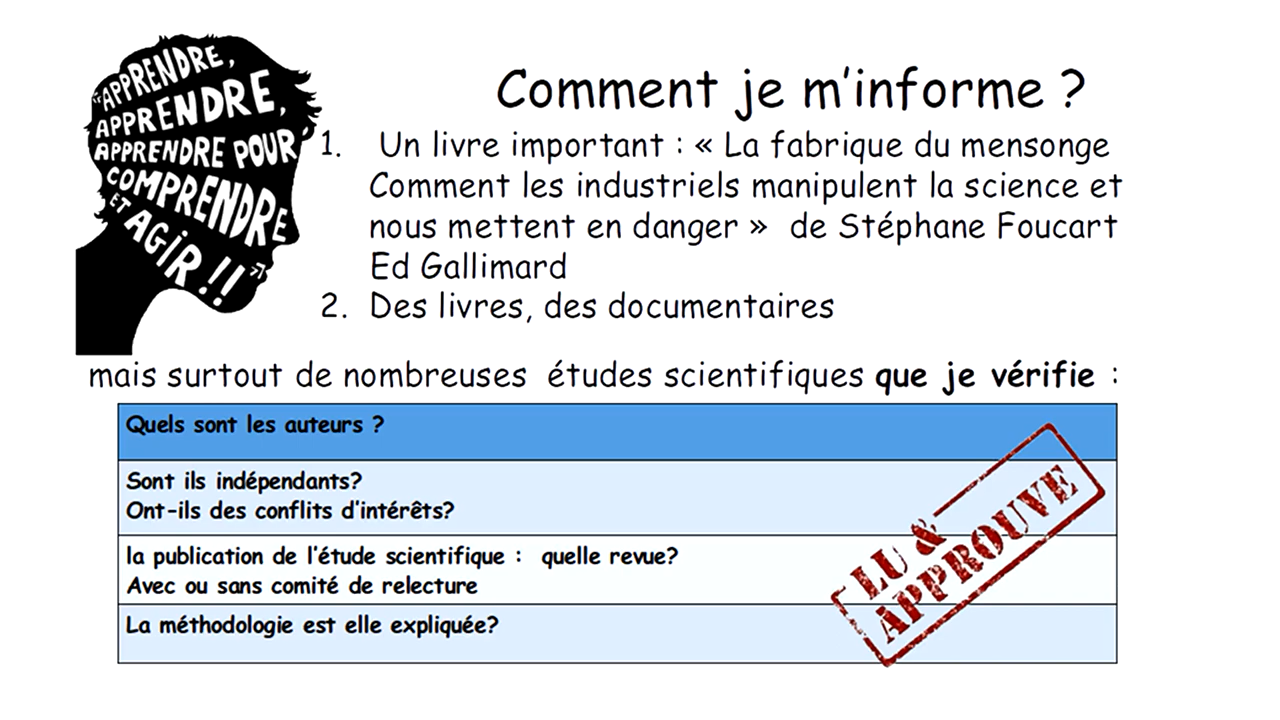 "APPRENDRE,
APPRENDRE,
APPRENDRE POUR
COMPRENDRE
ET
AGIR !!"
Comment je m'informe ?
1. Un livre important : « La fabrique du mensonge
Comment les industriels manipulent la science et
nous mettent en danger » de Stéphane Foucart
Ed Gallimard
2. Des livres, des documentaires
mais surtout de nombreuses études scientifiques que je vérifie :
Quels sont les auteurs ?
Sont ils indépendants?
Ont-ils des conflits d'intérêts?
la publication de l'étude scientifique : quelle revue?
Avec ou sans comité de relecture
La méthodologie est elle expliquée?
LU &
APPROUVE